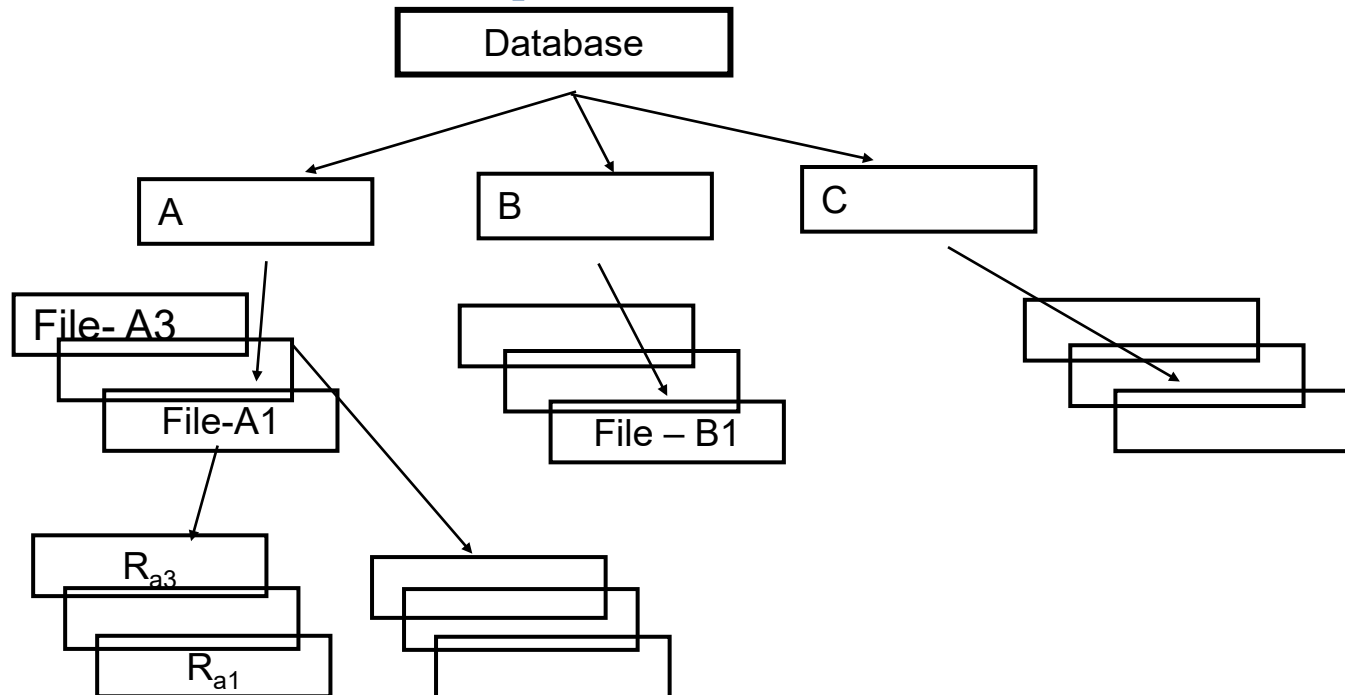 Database
A
B
C
File- A3
File-A1
File – B1
Ra3
Ra1